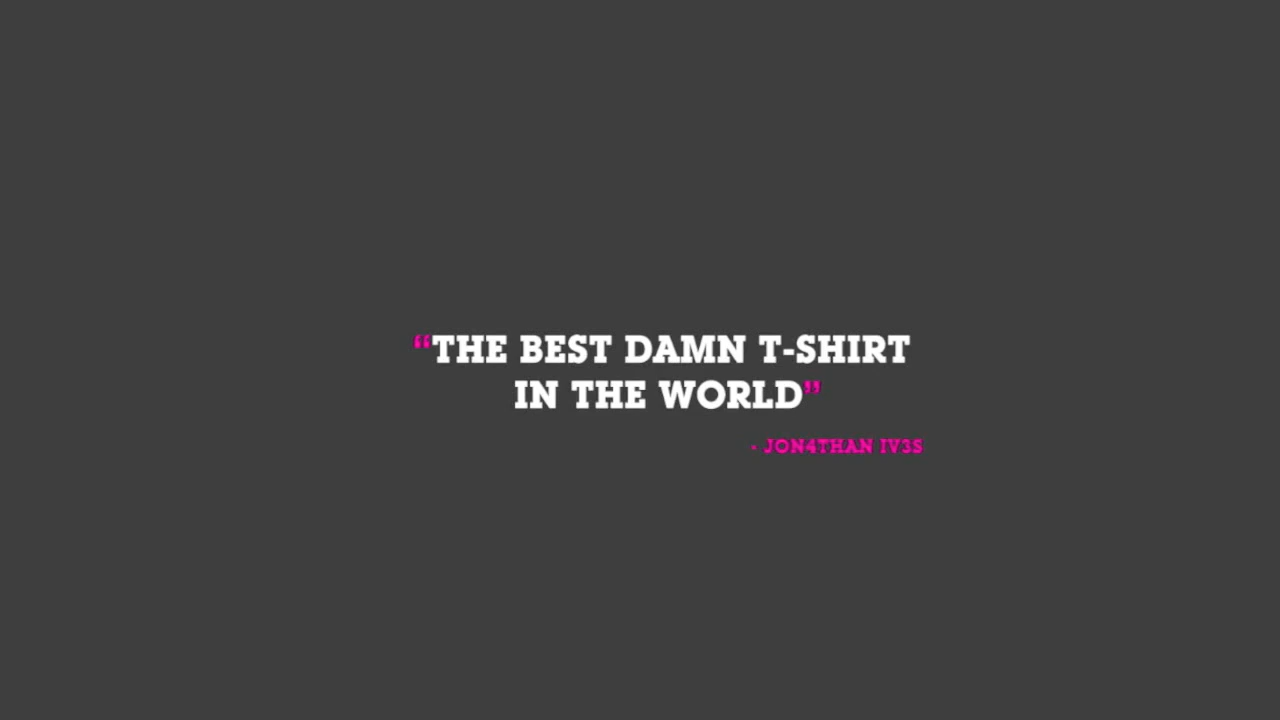 “THE BEST DAMN T-SHIRT
IN THE WORLD”
- JON4THAN IV3S